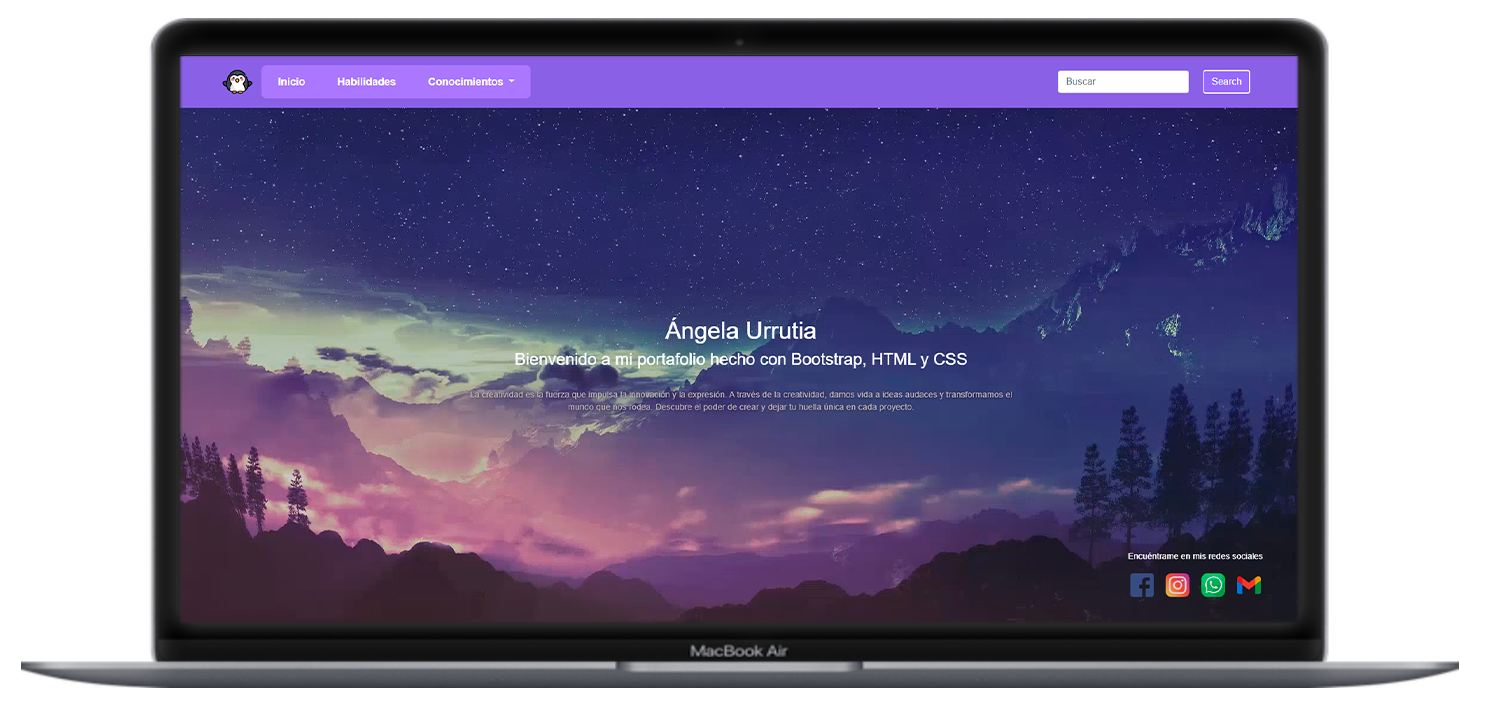 Inicio Habilidades Conocimientos Buscar Search
Ángela Urrutia
Bienvenido a mi portafolio hecho con Bootstrap, HTML y CSS
La creatividad es la fuerza que impulsa la innovación y la expresión. A través de la creatividad, damos vida a ideas audaces y transformamos el
mundo que nos rodea. Descubre el poder de crear y dejar tu huella única en cada proyecto.
Encuéntrame en mis redes sociales
MacBook Air